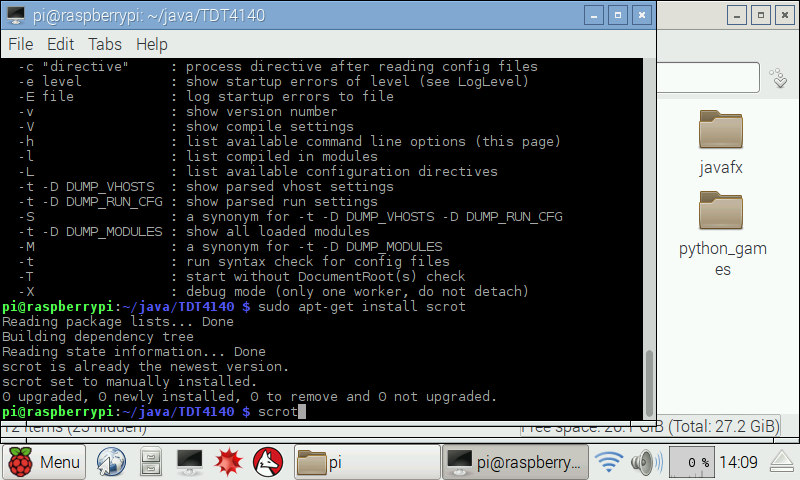 pi@raspberrypi: ~/java/TDT4140
File Edit Tabs Help
-c "directive" : process directive after reading config files
-e level : show startup errors of level (see LogLevel)
-E file : log startup errors to file
-v : show version number
-V : show compile settings
-h : list available command line options (this page)
-l : list compiled in modules
-L : list available configuration directives
-t -D DUMP_VHOSTS : show parsed vhost settings
-t -D DUMP_RUN_CFG : show parsed run settings
-S : a synonym for -t -D DUMP_VHOSTS -D DUMP_RUN_CFG
-t -D DUMP_MODULES : show all loaded modules
-M : a synonym for -t -D DUMP_MODULES
-t : run syntax check for config files
-T : start without DocumentRoot(s) check
-X : debug mode (only one worker, do not detach)
pi@raspberrypi:~/java/TDT4140 $ sudo apt-get install scrot
Reading package lists... Done
Building dependency tree
Reading state information... Done
scrot is already the newest version.
scrot set to manually installed.
0 upgraded, 0 newly installed, 0 to remove and 0 not upgraded.
pi@raspberrypi:~/java/TDT4140 $ scrot
javafx
python_gam
es
12 items (23 hidden)
Free space: 20.1 GiB (Total: 27.2 GiB)
Menu
pi
pi@raspberry...
0 %
14:09